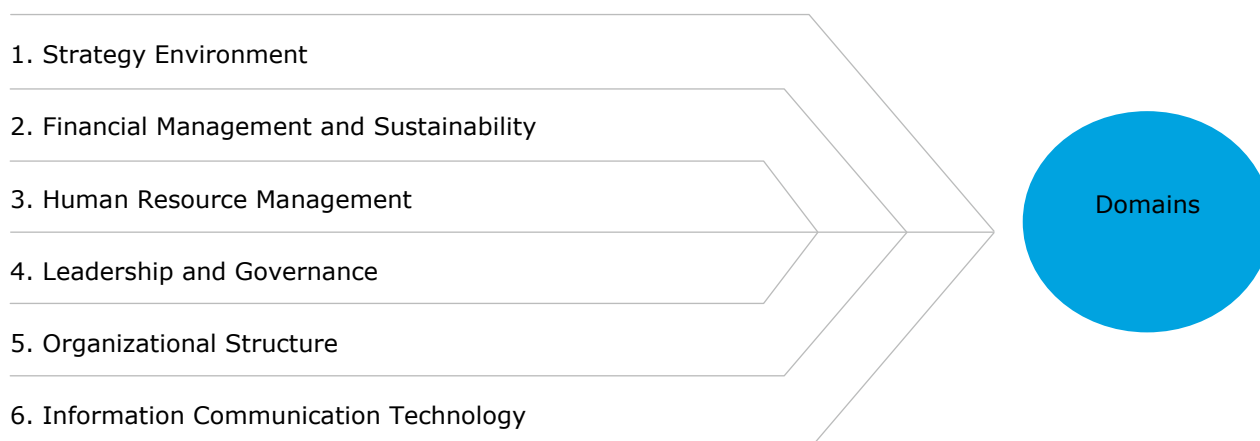 1. Strategy Environment
2. Financial Management and Sustainability
3. Human Resource Management
4. Leadership and Governance
5. Organizational Structure
6. Information Communication Technology
Domains